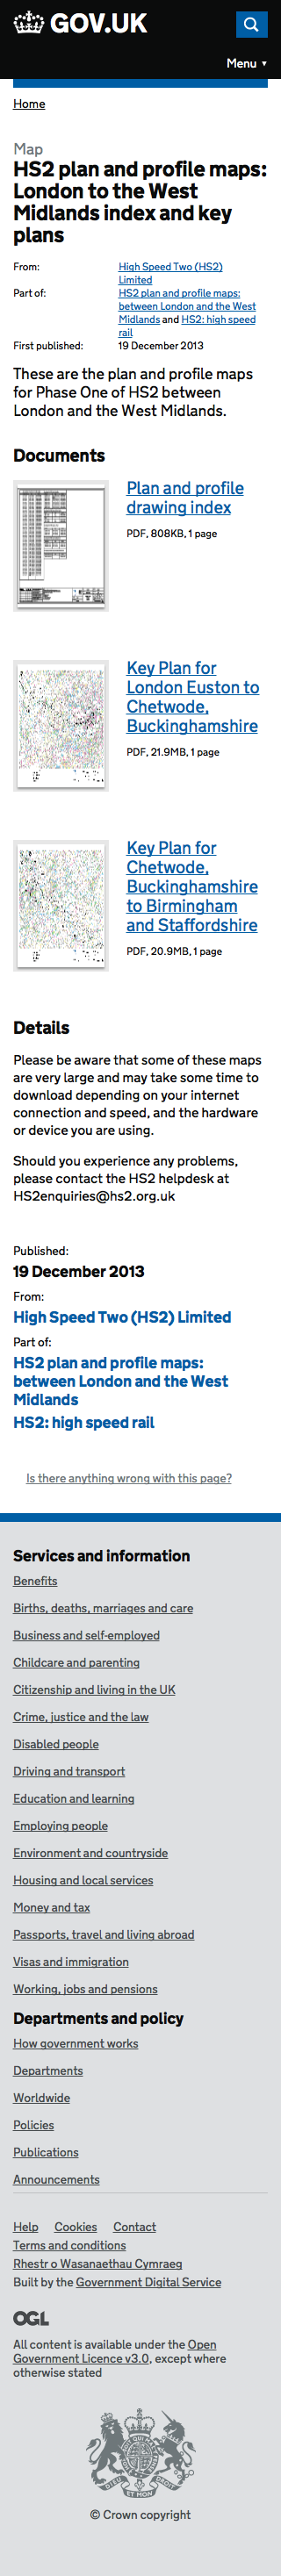 GOV.UK
Menu ▼
Home
Map
HS2 plan and profile maps:
London to the West
Midlands index and key
plans
From:
High Speed Two (HS2)
Limited
Part of:
HS2 plan and profile maps:
between London and the West
Midlands and HS2: high speed
rail
First published:
19 December 2013
These are the plan and profile maps
for Phase One of HS2 between
London and the West Midlands.
Documents
Plan and profile
drawing index
PDF, 808KB, 1 page
Key Plan for
London Euston to
Chetwode,
Buckinghamshire
PDF, 21.9MB, 1 page
Key Plan for
Chetwode,
Buckinghamshire
to Birmingham
and Staffordshire
PDF, 20.9MB, 1 page
Details
Please be aware that some of these maps
are very large and may take some time to
download depending on your internet
connection and speed, and the hardware
or device you are using.
Should you experience any problems,
please contact the HS2 helpdesk at
HS2enquiries@hs2.org.uk
Published:
19 December 2013
From:
High Speed Two (HS2) Limited
Part of:
HS2 plan and profile maps:
between London and the West
Midlands
HS2: high speed rail
Is there anything wrong with this page?
Services and information
Benefits
Births, deaths, marriages and care
Business and self-employed
Childcare and parenting
Citizenship and living in the UK
Crime, justice and the law
Disabled people
Driving and transport
Education and learning
Employing people
Environment and countryside
Housing and local services
Money and tax
Passports, travel and living abroad
Visas and immigration
Working, jobs and pensions
Departments and policy
How government works
Departments
Worldwide
Policies
Publications
Announcements
Help Cookies Contact
Terms and conditions
Rhestr o Wasanaethau Cymraeg
Built by the Government Digital Service
OGL
All content is available under the Open
Government Licence v3.0, except where
otherwise stated
© Crown copyright